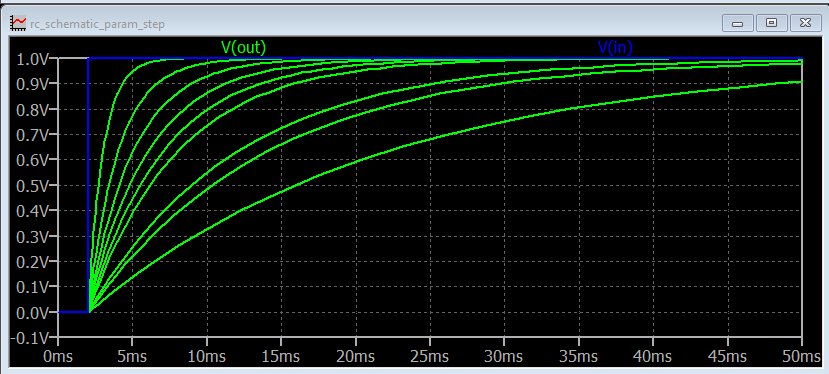 rc_schematic_param_step
V(out) V(in)
1.0V
0.9V
0.8V
0.7V
0.6V
0.5V
0.4V
0.3V
0.2V
0.1V
0.0V
-0.1V
0ms 5ms 10ms 15ms 20ms 25ms 30ms 35ms 40ms 45ms 50ms